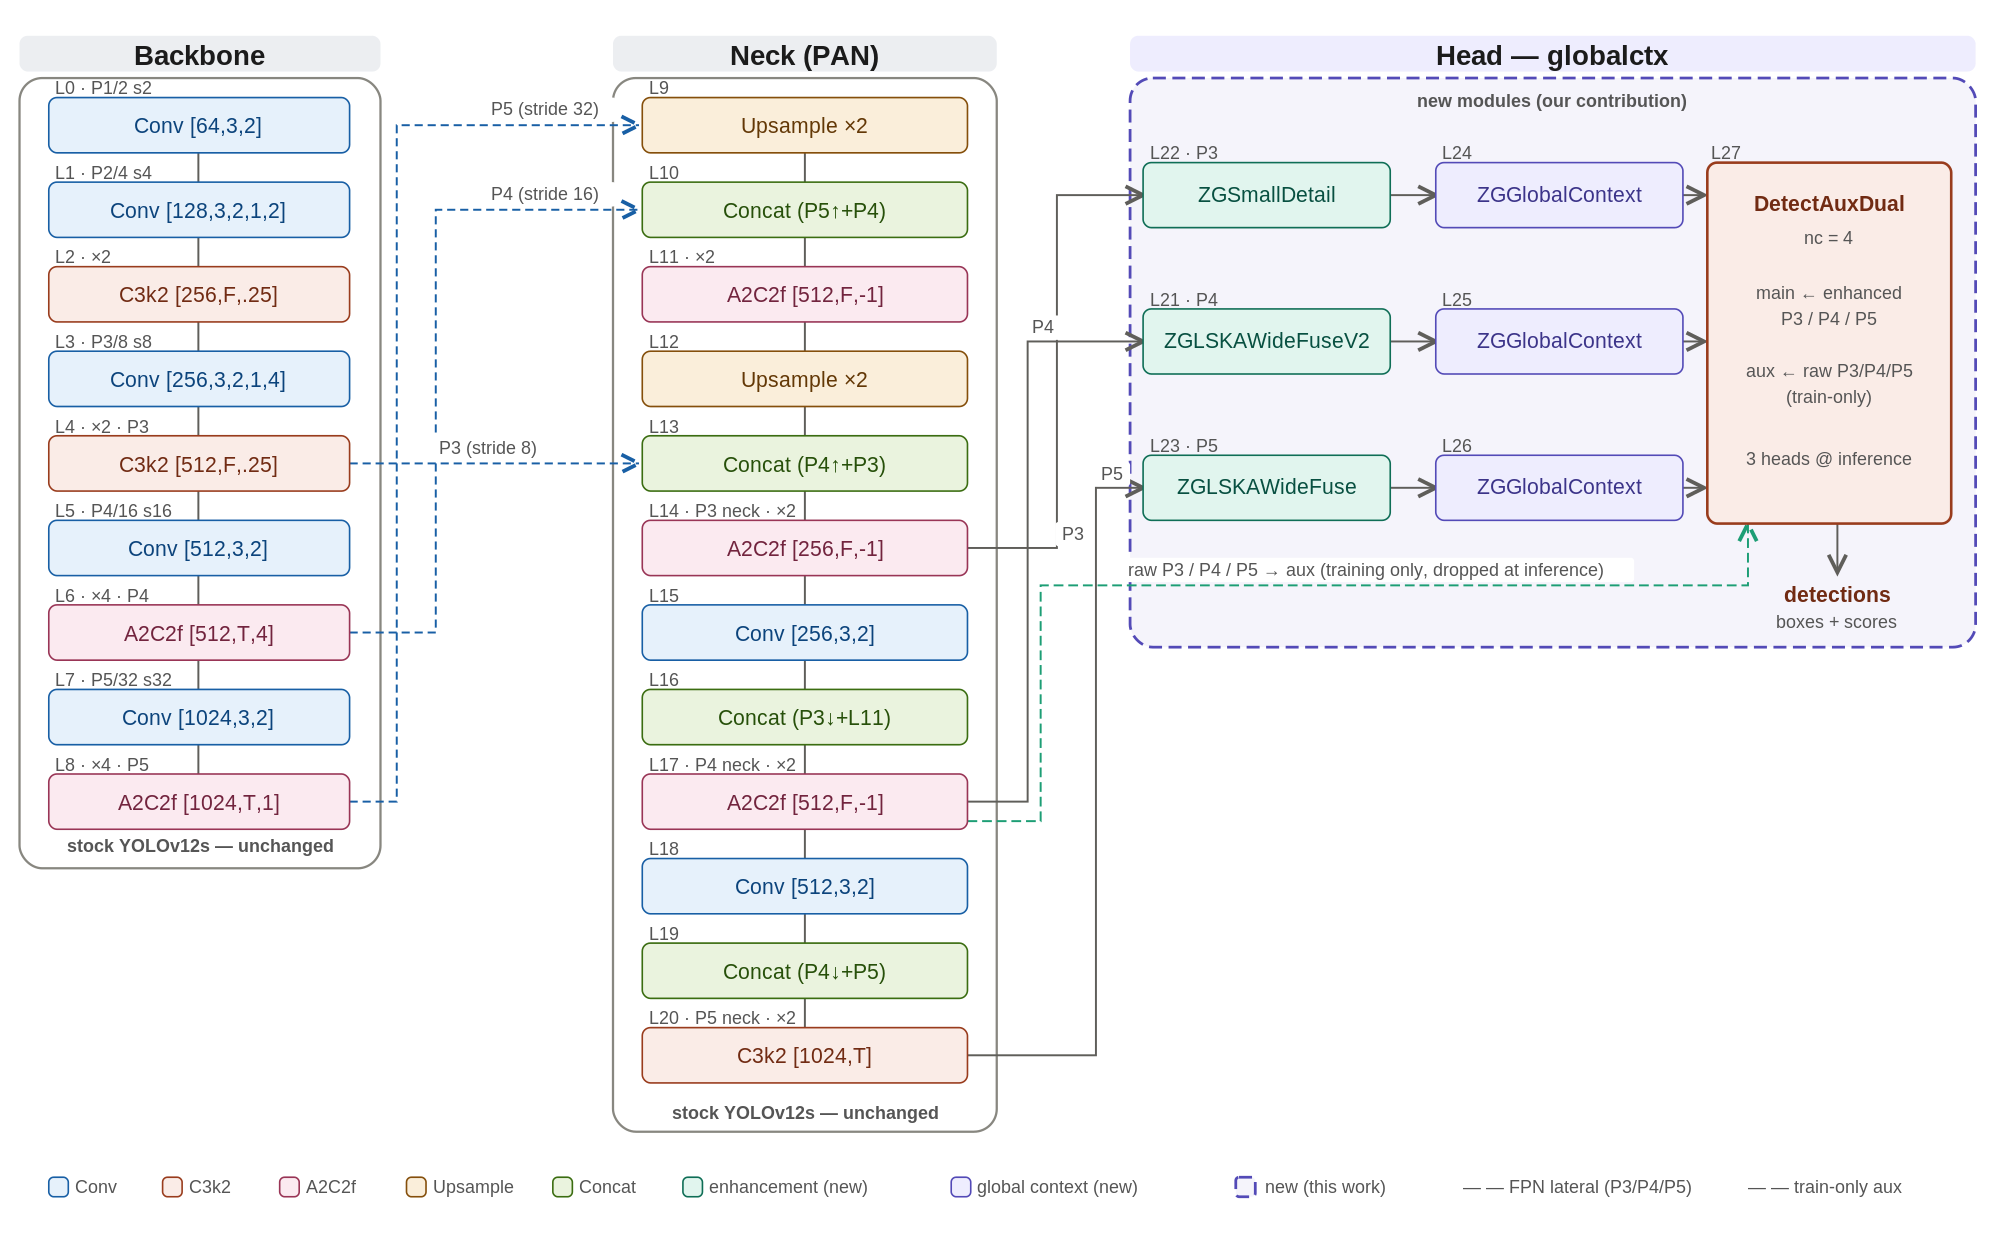 Backbone
L0 · P1/2 s2
Conv [64,3,2]
L1 · P2/4 s4
Conv [128,3,2,1,2]
L2 · ×2
C3k2 [256,F,.25]
L3 · P3/8 s8
Conv [256,3,2,1,4]
L4 · ×2 · P3
C3k2 [512,F,.25]
L5 · P4/16 s16
Conv [512,3,2]
L6 · ×4 · P4
A2C2f [512,T,4]
L7 · P5/32 s32
Conv [1024,3,2]
L8 · ×4 · P5
A2C2f [1024,T,1]
stock YOLOv12s — unchanged
P5 (stride 32)
P4 (stride 16)
P3 (stride 8)
Neck (PAN)
L9
Upsample ×2
L10
Concat (P5↑+P4)
L11 · ×2
A2C2f [512,F,-1]
L12
Upsample ×2
L13
Concat (P4↑+P3)
L14 · P3 neck · ×2
A2C2f [256,F,-1]
L15
Conv [256,3,2]
L16
Concat (P3↓+L11)
L17 · P4 neck · ×2
A2C2f [512,F,-1]
L18
Conv [512,3,2]
L19
Concat (P4↓+P5)
L20 · P5 neck · ×2
C3k2 [1024,T]
stock YOLOv12s — unchanged
P4
P5
P3
Head — globalctx
new modules (our contribution)
L22 · P3
ZGSmallDetail
L24
ZGGlobalContext
L21 · P4
ZGLSKAWideFuseV2
L25
ZGGlobalContext
L23 · P5
ZGLSKAWideFuse
L26
ZGGlobalContext
L27
DetectAuxDual
nc = 4
main ← enhanced
P3 / P4 / P5
aux ← raw P3/P4/P5
(train-only)
3 heads @ inference
raw P3 / P4 / P5 → aux (training only, dropped at inference)
detections
boxes + scores
Conv
C3k2
A2C2f
Upsample
Concat
enhancement (new)
global context (new)
new (this work)
— — FPN lateral (P3/P4/P5)
— — train-only aux